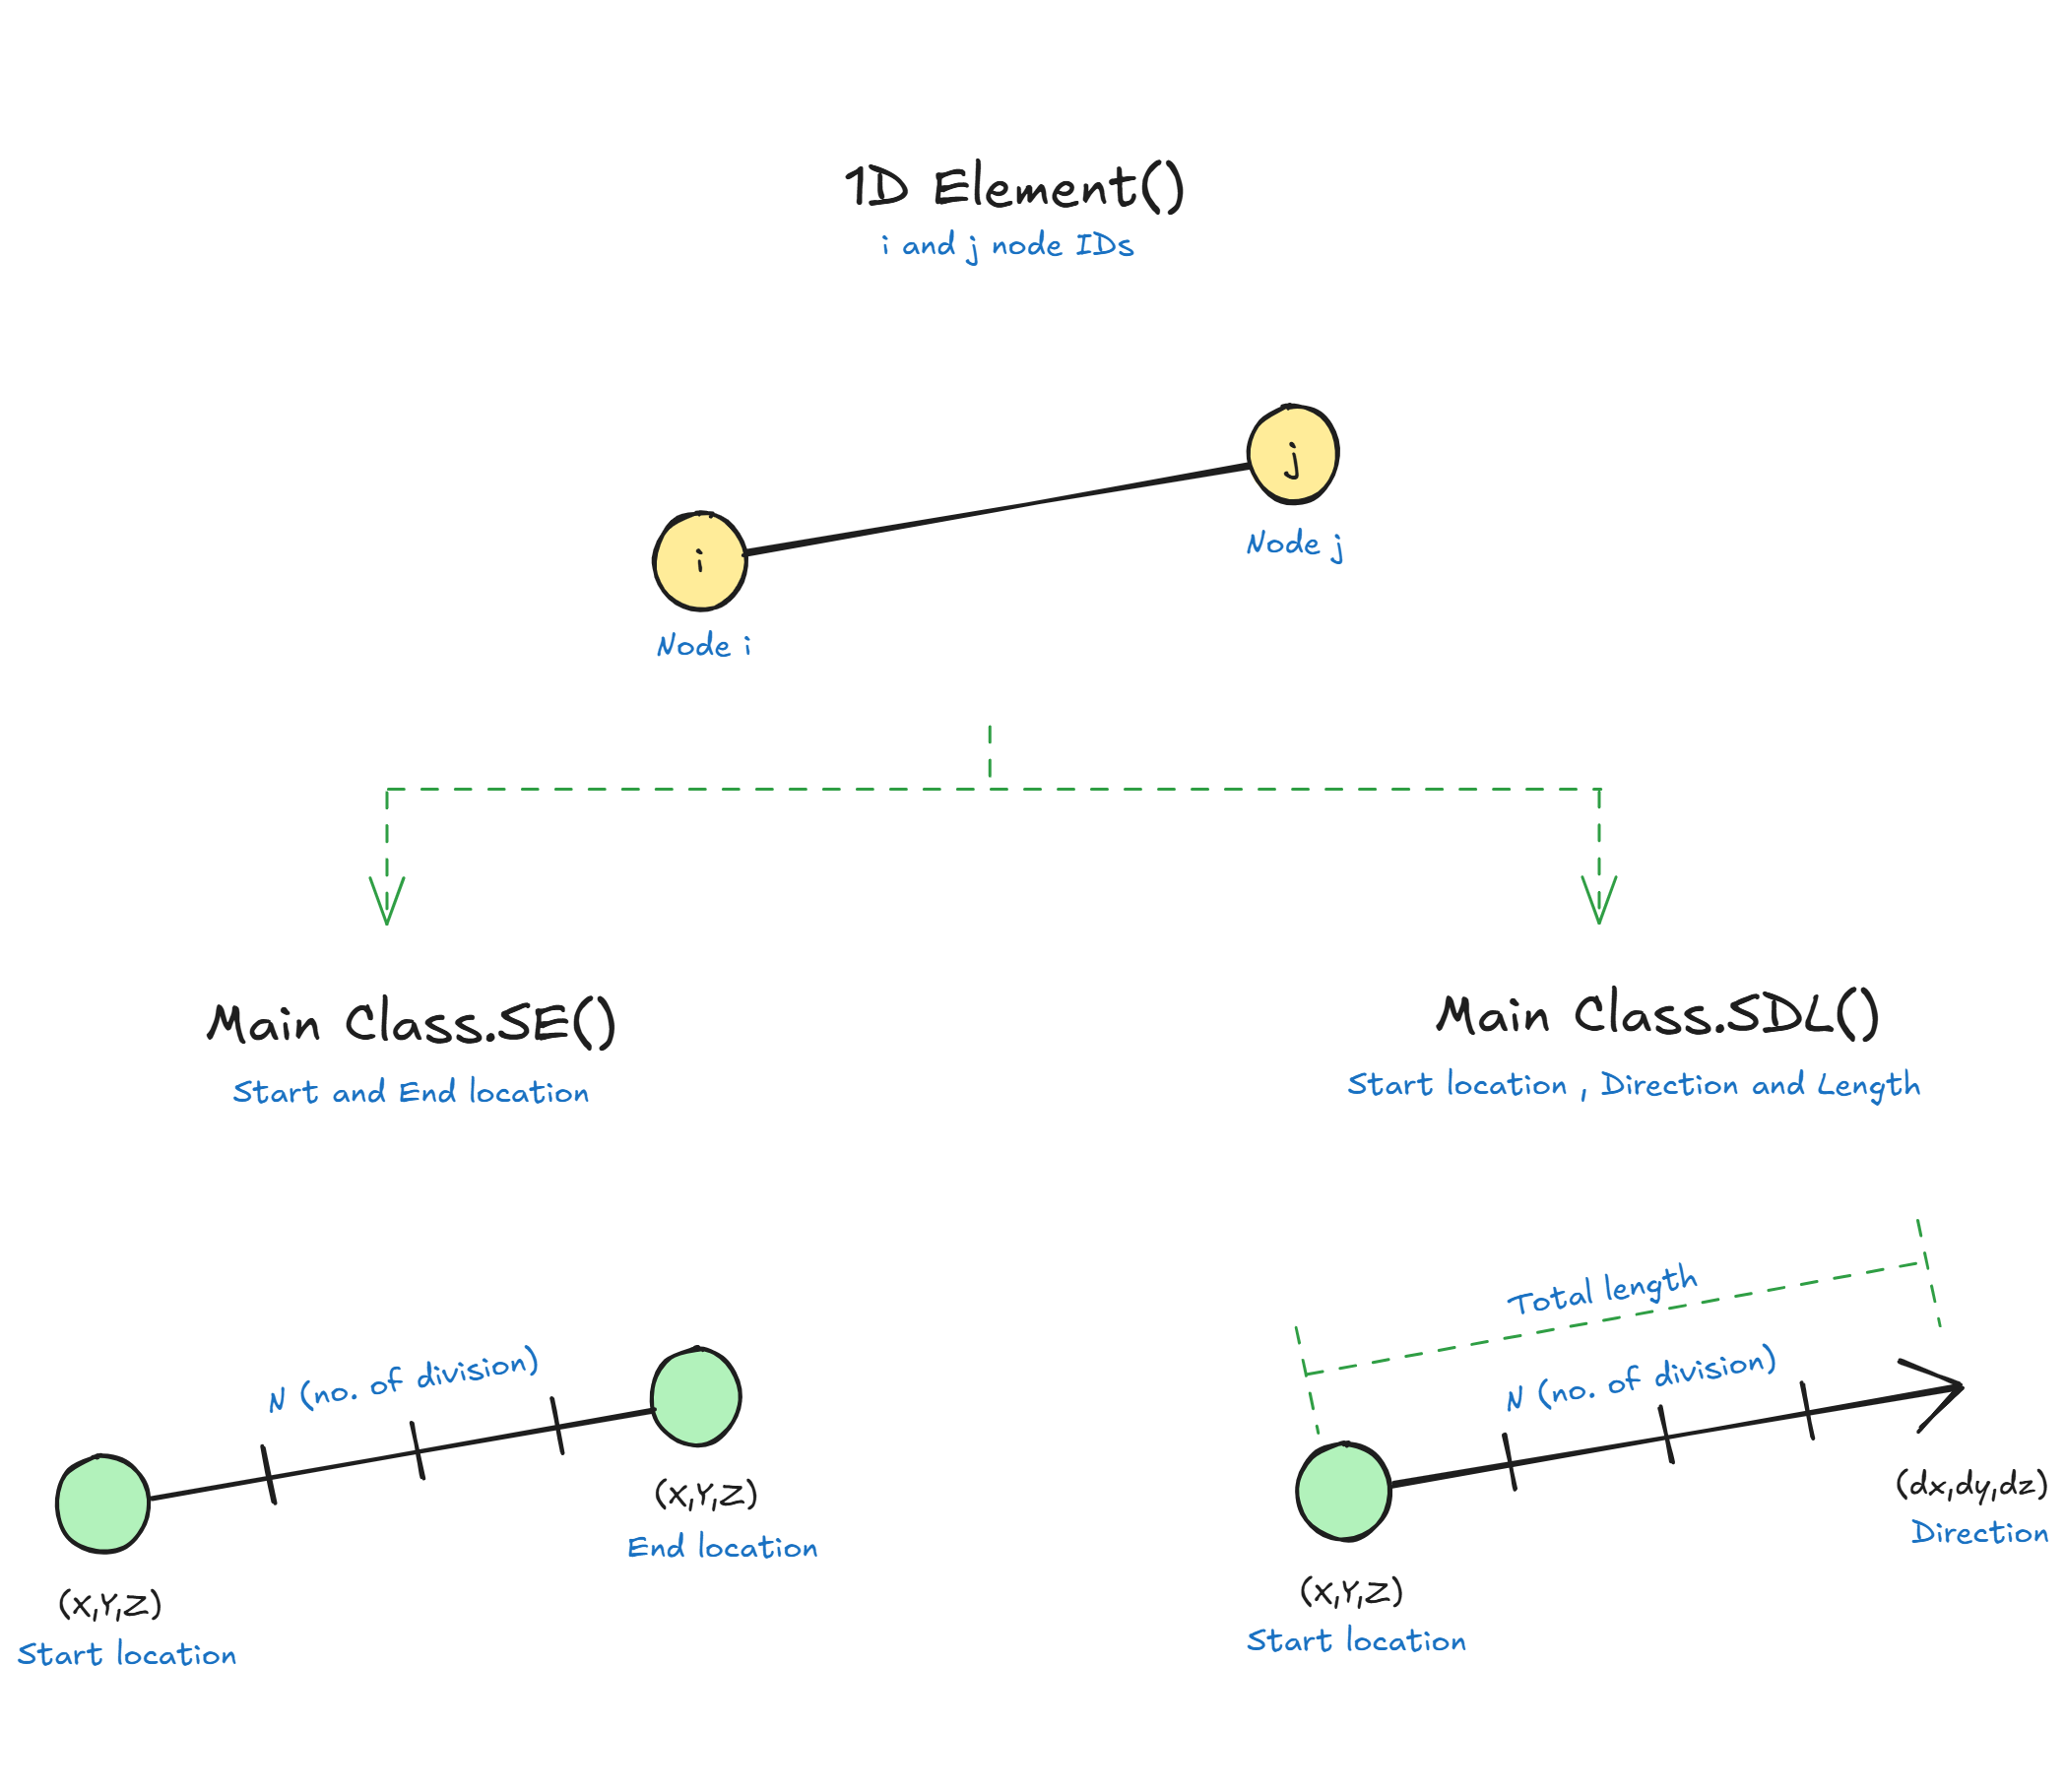 1D Element()
i and j node IDs
j
Node j
i
Node i
Main Class.SE()
Start and End location
N (no. of division)
(X,Y,Z)
End location
(X,Y,Z)
Start location
Main Class.SDL()
Start location , Direction and Length
Total length
N (no. of division)
(dx,dy,dz)
Direction
(X,Y,Z)
Start location